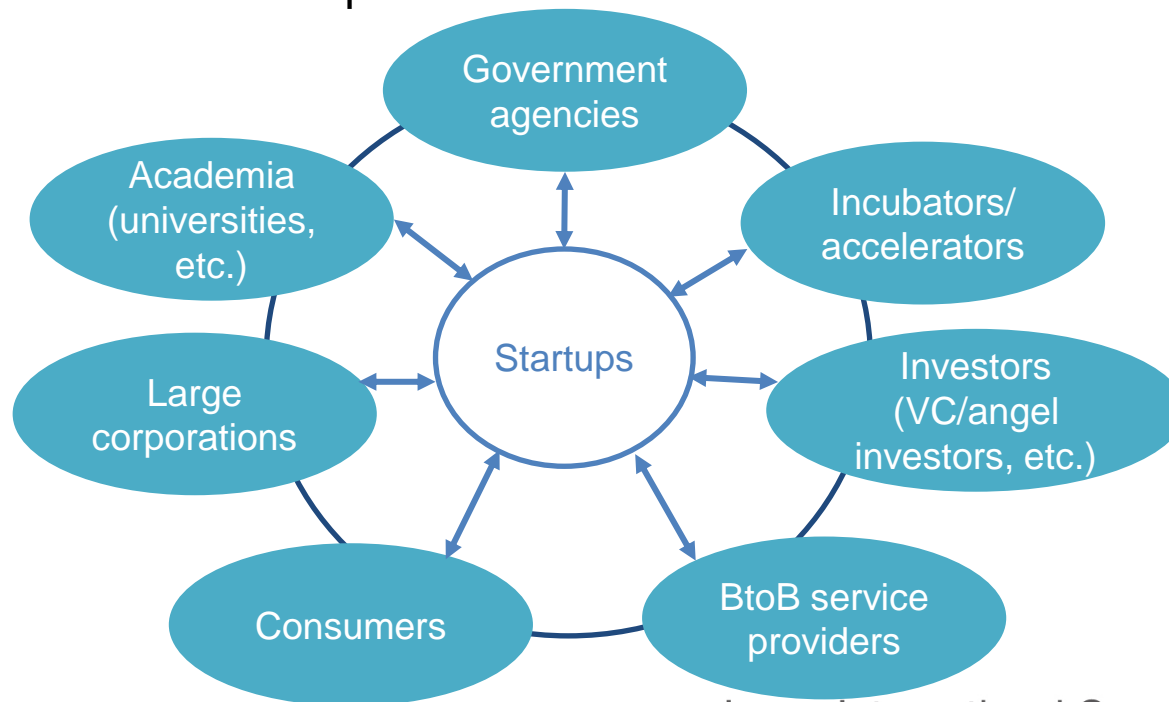 Government
agencies
Academia
(universities,
etc.)
Incubators/
accelerators
Startups
Large
corporations
Investors
(VC/angel
investors, etc.)
Consumers
BtoB service
providers